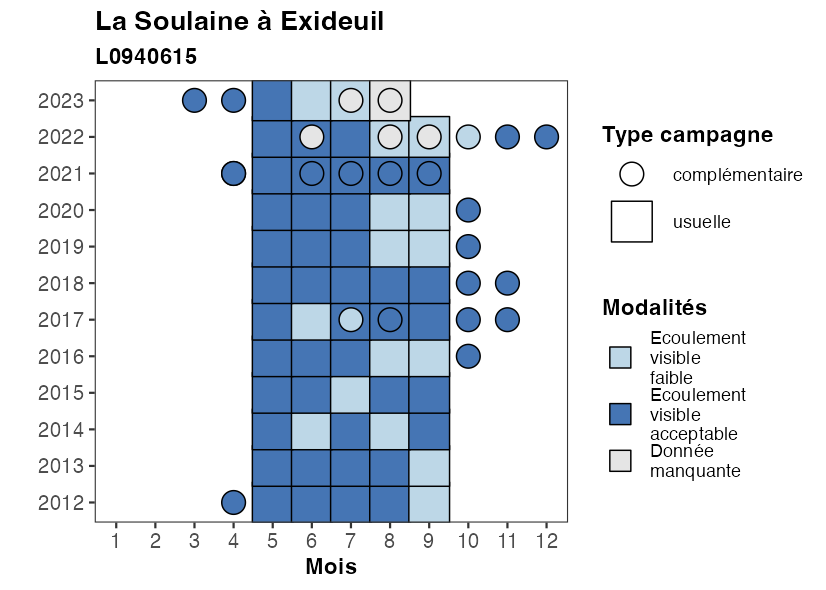 La Soulaine à Exideuil
L0940615
2023
2022
2021
2020
2019
2018
2017
2016
2015
2014
2013
2012
1 2 3 4 5 6 7 8 9 10 11 12
Mois
Type campagne
complémentaire
usuelle
Modalités
Ecoulement
visible
faible
Ecoulement
visible
acceptable
Donnée
manquante